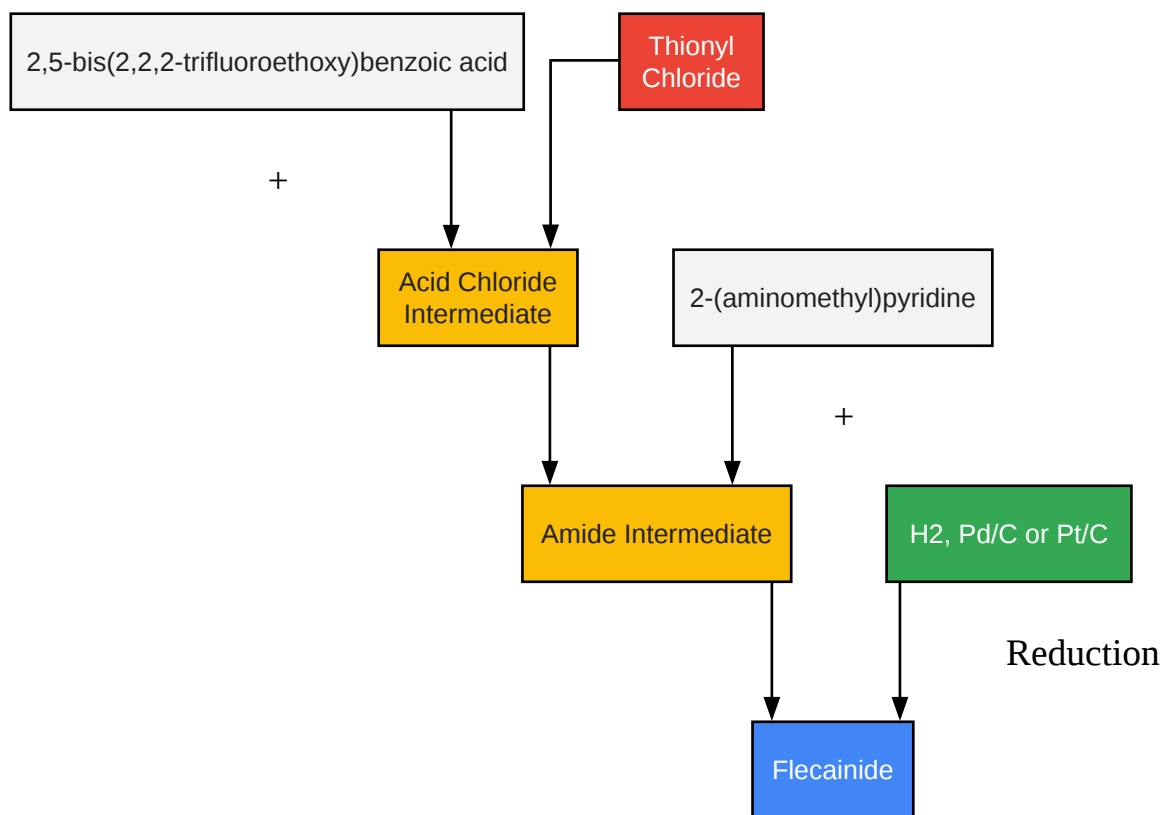 2,5-bis(2,2,2-trifluoroethoxy)benzoic acid
Thionyl
Chloride
+
Acid Chloride
Intermediate
2-(aminomethyl)pyridine
+
Amide Intermediate
H2, Pd/C or Pt/C
Reduction
Flecainide